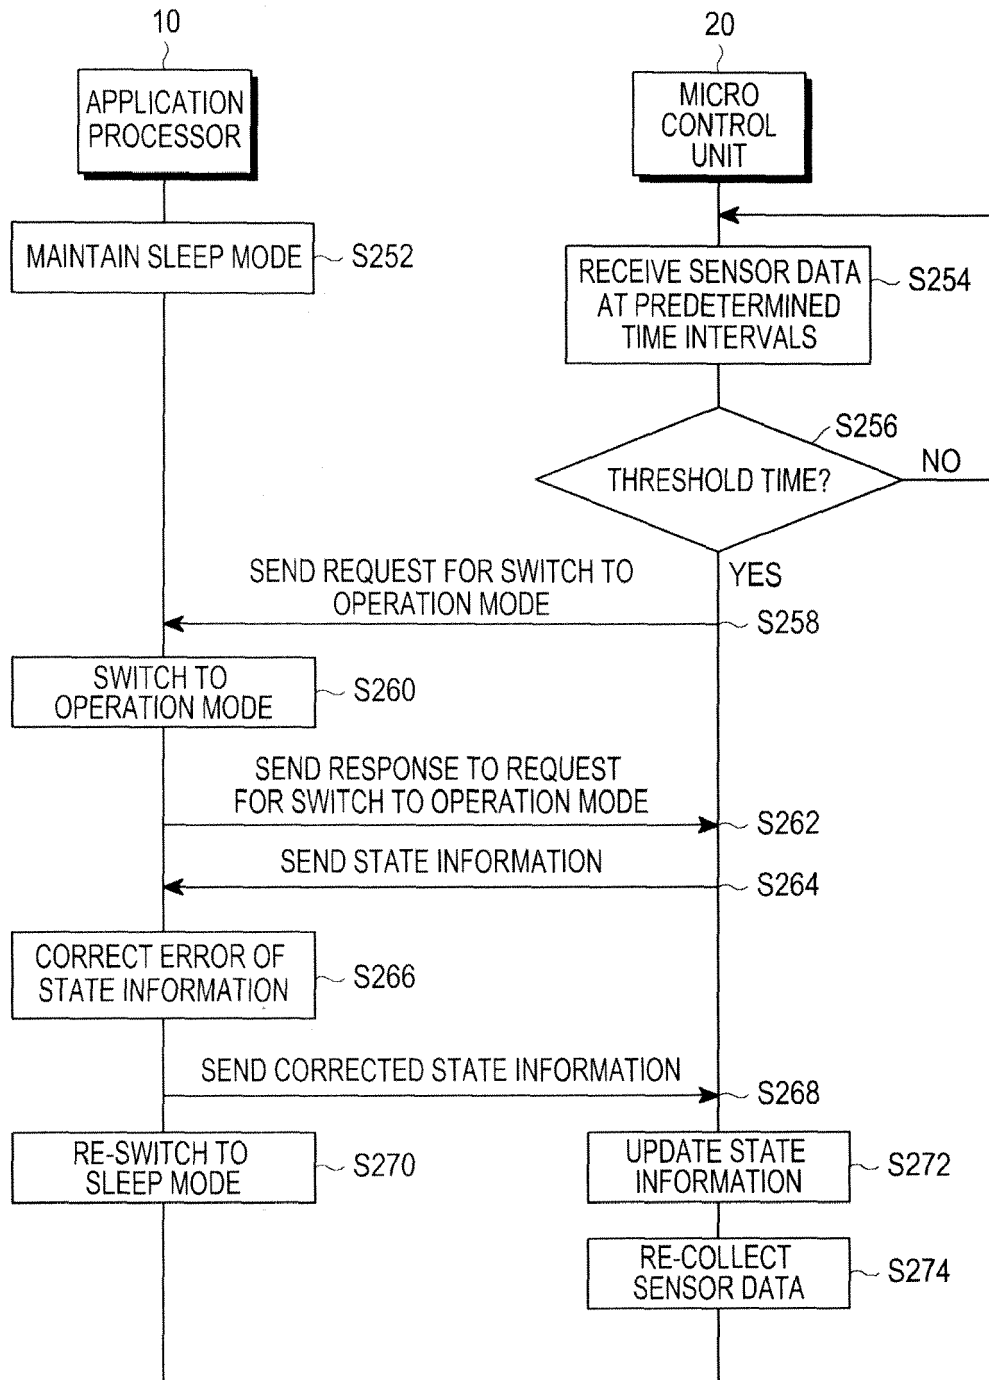 10
20
APPLICATION
PROCESSOR
MICRO
CONTROL
UNIT
MAINTAIN SLEEP MODE
S252
RECEIVE SENSOR DATA
AT PREDETERMINED
TIME INTERVALS
S254
S256
THRESHOLD TIME?
NO
YES
SEND REQUEST FOR SWITCH TO
OPERATION MODE
S258
SWITCH TO
OPERATION MODE
S260
SEND RESPONSE TO REQUEST
FOR SWITCH TO OPERATION MODE
S262
SEND STATE INFORMATION
S264
CORRECT ERROR OF
STATE INFORMATION
S266
SEND CORRECTED STATE INFORMATION
S268
RE-SWITCH TO
SLEEP MODE
S270
UPDATE STATE
INFORMATION
S272
RE-COLLECT
SENSOR DATA
S274